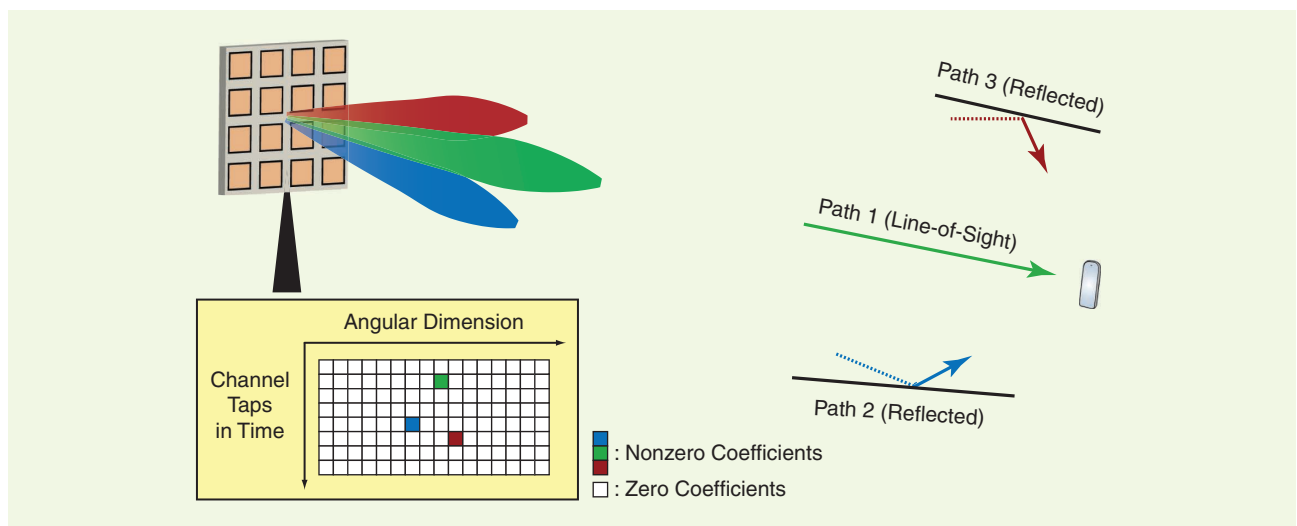 Path 3 (Reflected)
Path 1 (Line-of-Sight)
Path 2 (Reflected)
Angular Dimension
Channel
Taps
in Time
: Nonzero Coefficients
: Zero Coefficients